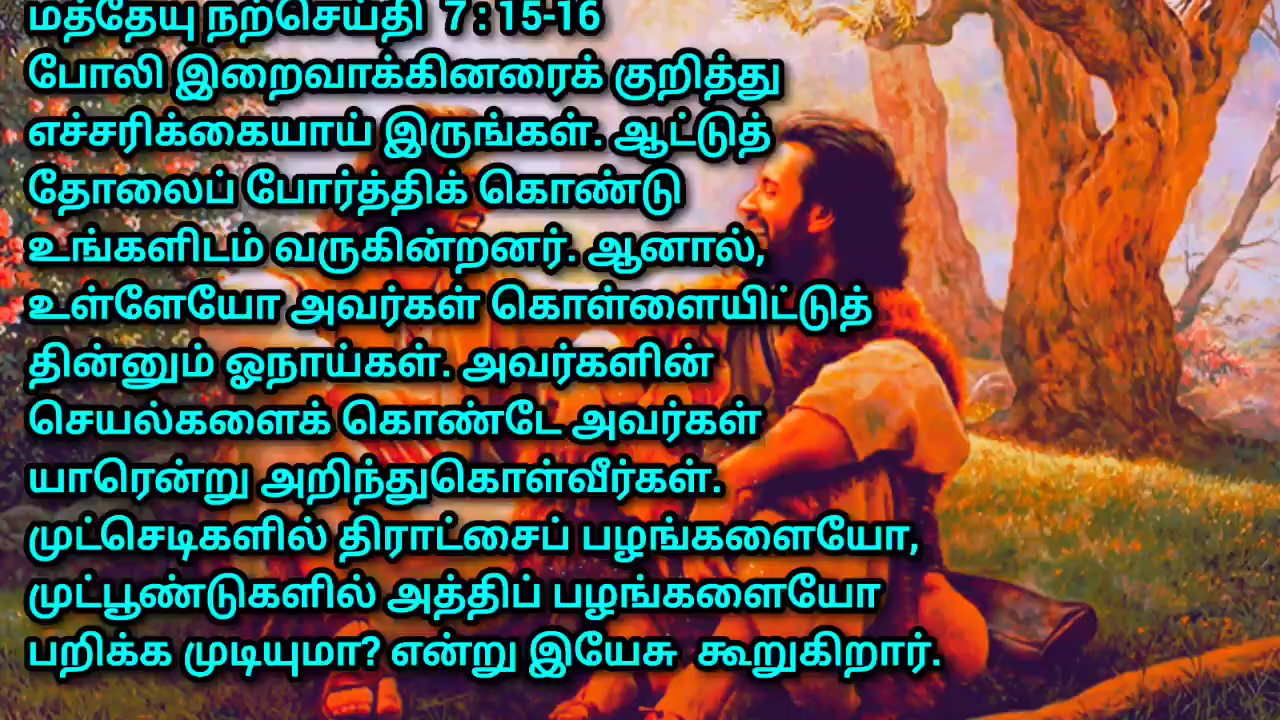 மத்தேயு நற்செய்தி 7 : 15-16
போலி இறைவாக்கினரைக் குறித்து
எச்சரிக்கையாய் இருங்கள். ஆட்டுத்
தோலைப் போர்த்திக் கொண்டு
உங்களிடம் வருகின்றனர். ஆனால்,
உள்ளேயோ அவர்கள் கொள்ளையிட்டுத்
தின்னும் ஓநாய்கள். அவர்களின்
செயல்களைக் கொண்டே அவர்கள்
யாரென்று அறிந்துகொள்வீர்கள்.
முட்செடிகளில் திராட்சைப் பழங்களையோ,
முட்பூண்டுகளில் அத்திப் பழங்களையோ
பறிக்க முடியுமா? என்று இயேசு கூறுகிறார்.